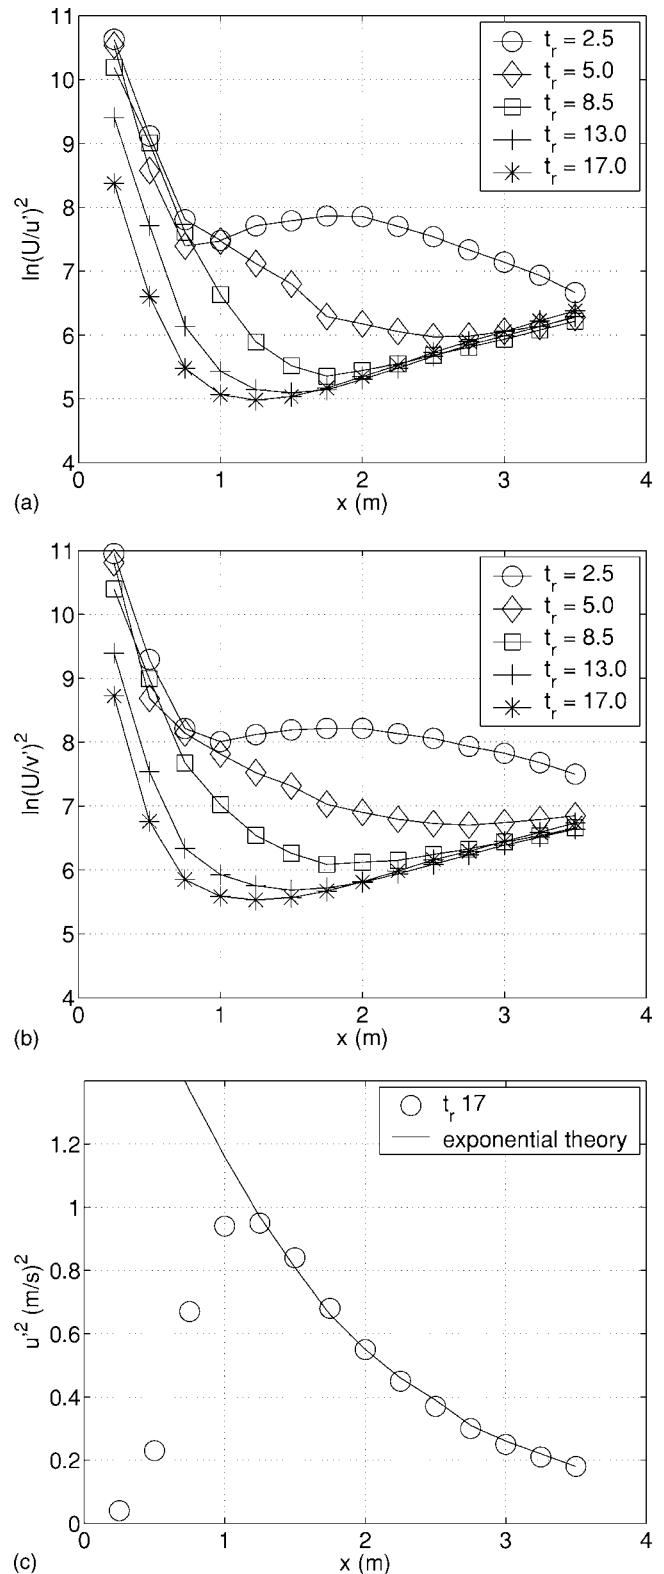 11
10
9
8
7
6
5
4
0
1
2
3
4
ln(U/u')²
x (m)
(a)
t_r = 2.5
t_r = 5.0
t_r = 8.5
t_r = 13.0
t_r = 17.0
11
10
9
8
7
6
5
4
0
1
2
3
4
ln(U/v')²
x (m)
(b)
t_r = 2.5
t_r = 5.0
t_r = 8.5
t_r = 13.0
t_r = 17.0
1.2
1
0.8
0.6
0.4
0.2
0
0
1
2
3
4
u'² (m/s)²
x (m)
(c)
t_r 17
exponential theory